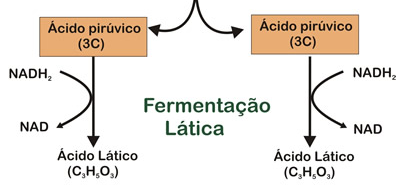 Ácido pirúvico
(3C)
Ácido pirúvico
(3C)
NADH₂
NADH₂
Fermentação
Lática
NAD
NAD
Ácido Lático
(C₃H₅O₃)
Ácido Lático
(C₃H₅O₃)